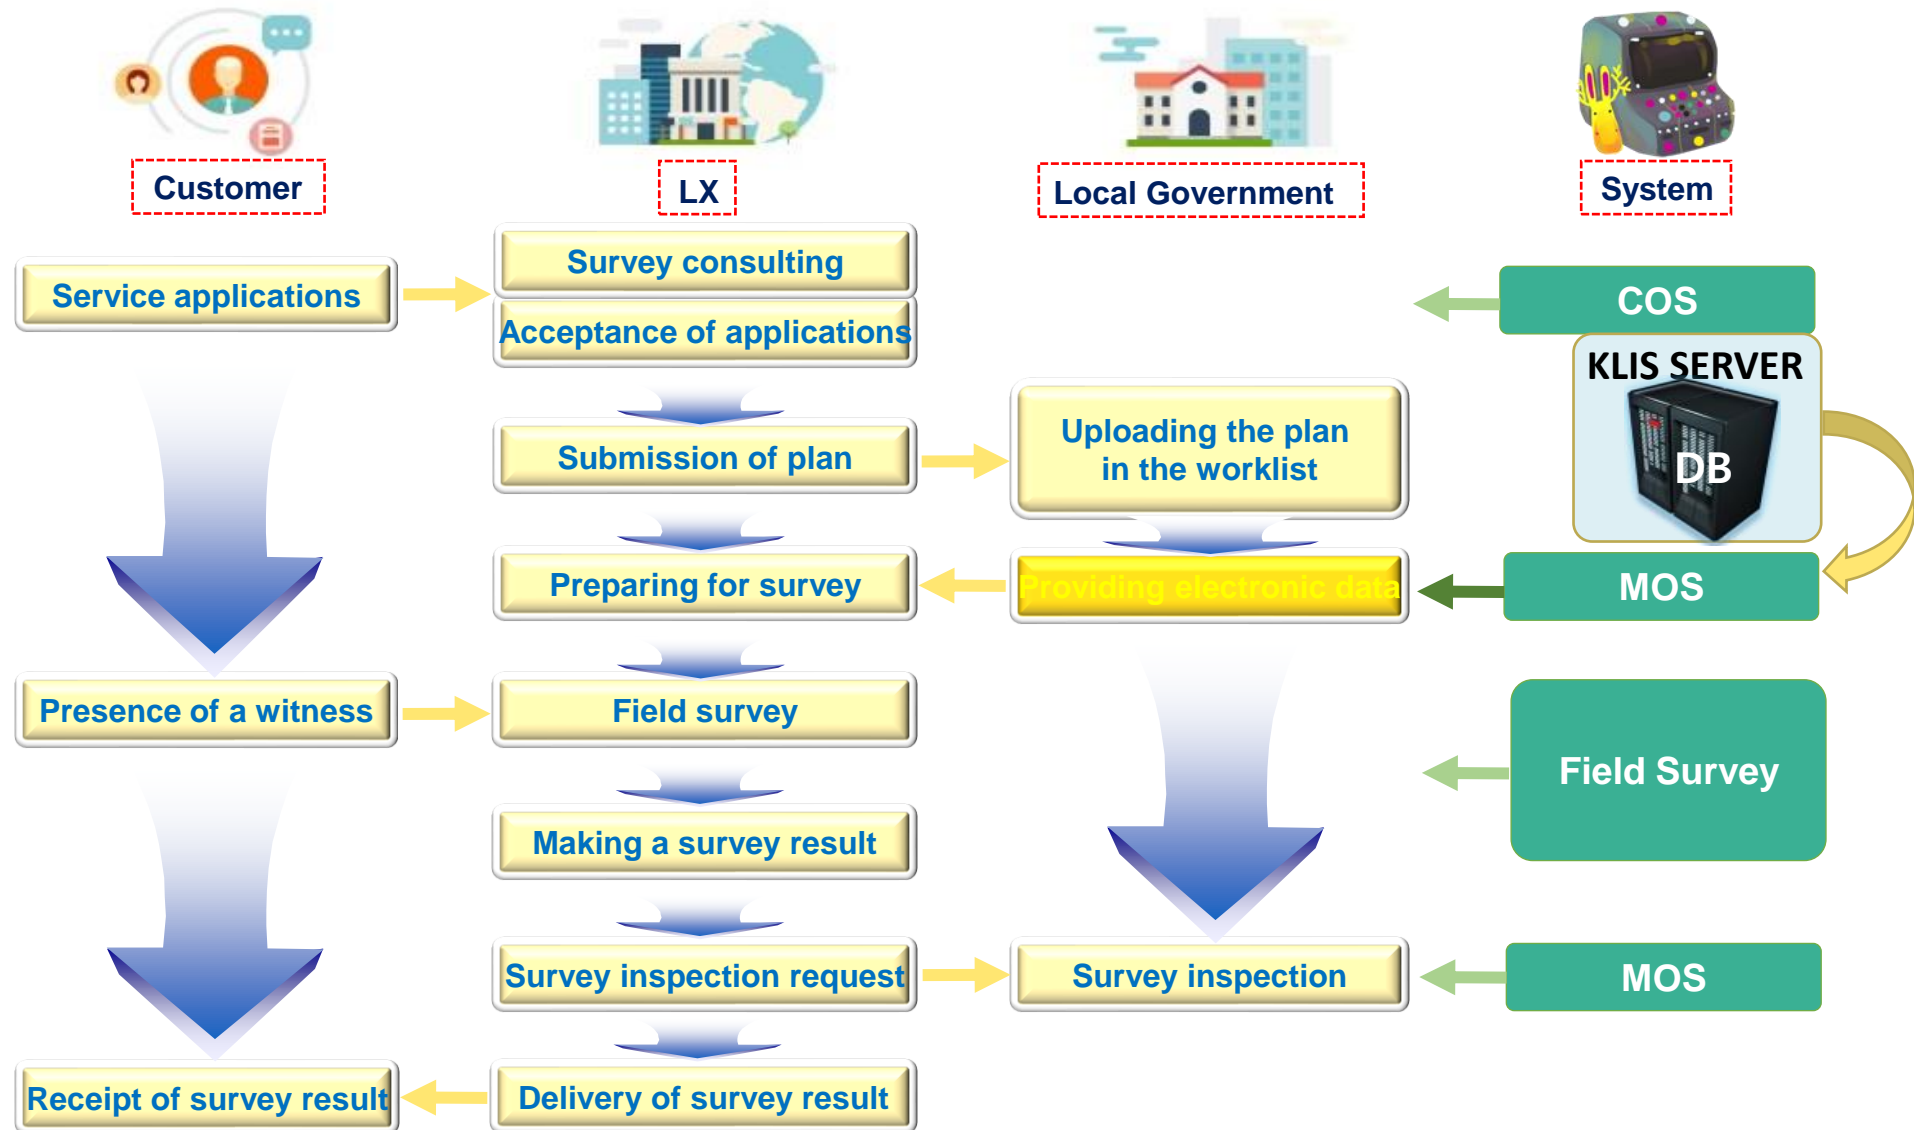 Customer
LX
Local Government
System
Service applications
Survey consulting
Acceptance of applications
COS
KLIS SERVER
DB
Submission of plan
Uploading the plan
in the worklist
Preparing for survey
Providing electronic data
MOS
Presence of a witness
Field survey
Field Survey
Making a survey result
Survey inspection request
Survey inspection
MOS
Receipt of survey result
Delivery of survey result